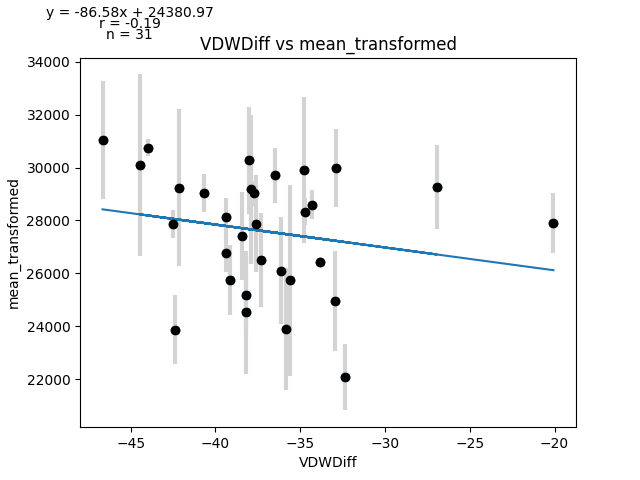 y = -86.58x + 24380.97
r = -0.19
n = 31
VDWDiff vs mean_transformed
34000
32000
30000
28000
26000
24000
22000
mean_transformed
−45
−40
−35
−30
−25
−20
VDWDiff